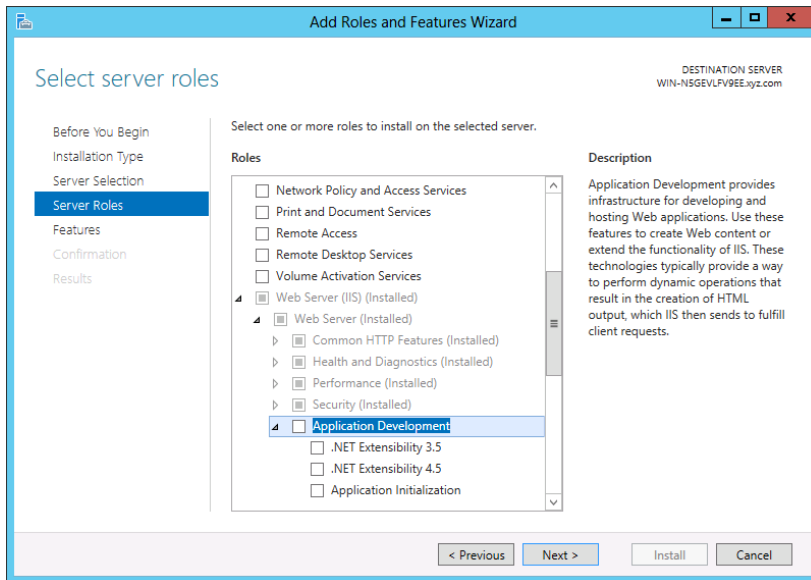 Add Roles and Features Wizard
Select server roles
DESTINATION SERVER
WIN-N5GEVLFV9EE.xyz.com
Before You Begin
Installation Type
Server Selection
Server Roles
Features
Confirmation
Results
Select one or more roles to install on the selected server.
Roles
Network Policy and Access Services
Print and Document Services
Remote Access
Remote Desktop Services
Volume Activation Services
Web Server (IIS) (Installed)
Web Server (Installed)
Common HTTP Features (Installed)
Health and Diagnostics (Installed)
Performance (Installed)
Security (Installed)
Application Development
.NET Extensibility 3.5
.NET Extensibility 4.5
Application Initialization
Description
Application Development provides
infrastructure for developing and
hosting Web applications. Use these
features to create Web content or
extend the functionality of IIS. These
technologies typically provide a way
to perform dynamic operations that
result in the creation of HTML
output, which IIS then sends to fulfill
client requests.
< Previous
Next >
Install
Cancel